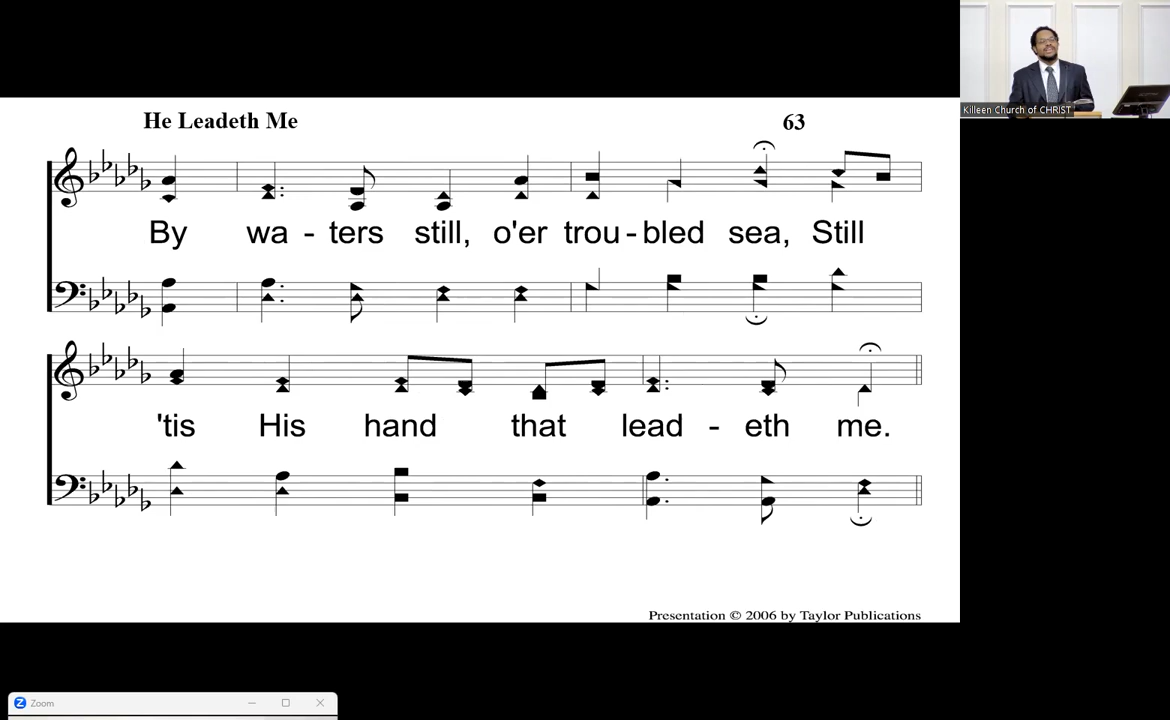 He Leadeth Me 63
Killeen Church of CHRiST
By wa - ters still, o'er trou - bled sea, Still
'tis His hand that lead - eth me.
Presentation © 2006 by Taylor Publications
Zoom